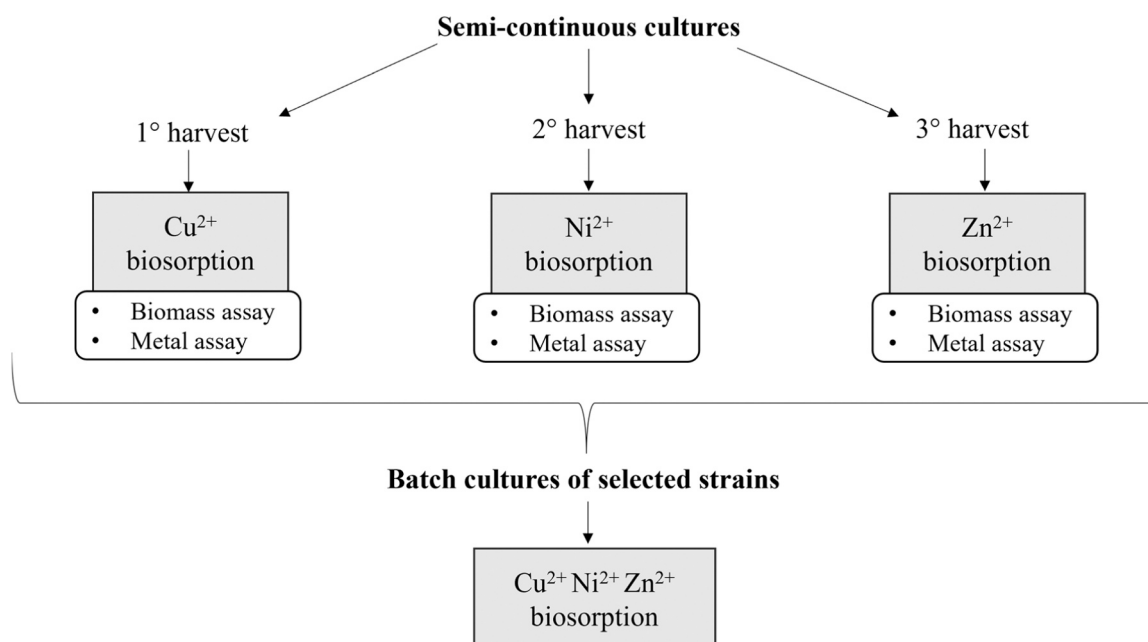 Semi-continuous cultures
1° harvest
2° harvest
3° harvest
Cu²⁺
biosorption
• Biomass assay
• Metal assay
Ni²⁺
biosorption
• Biomass assay
• Metal assay
Zn²⁺
biosorption
• Biomass assay
• Metal assay
Batch cultures of selected strains
Cu²⁺ Ni²⁺ Zn²⁺
biosorption